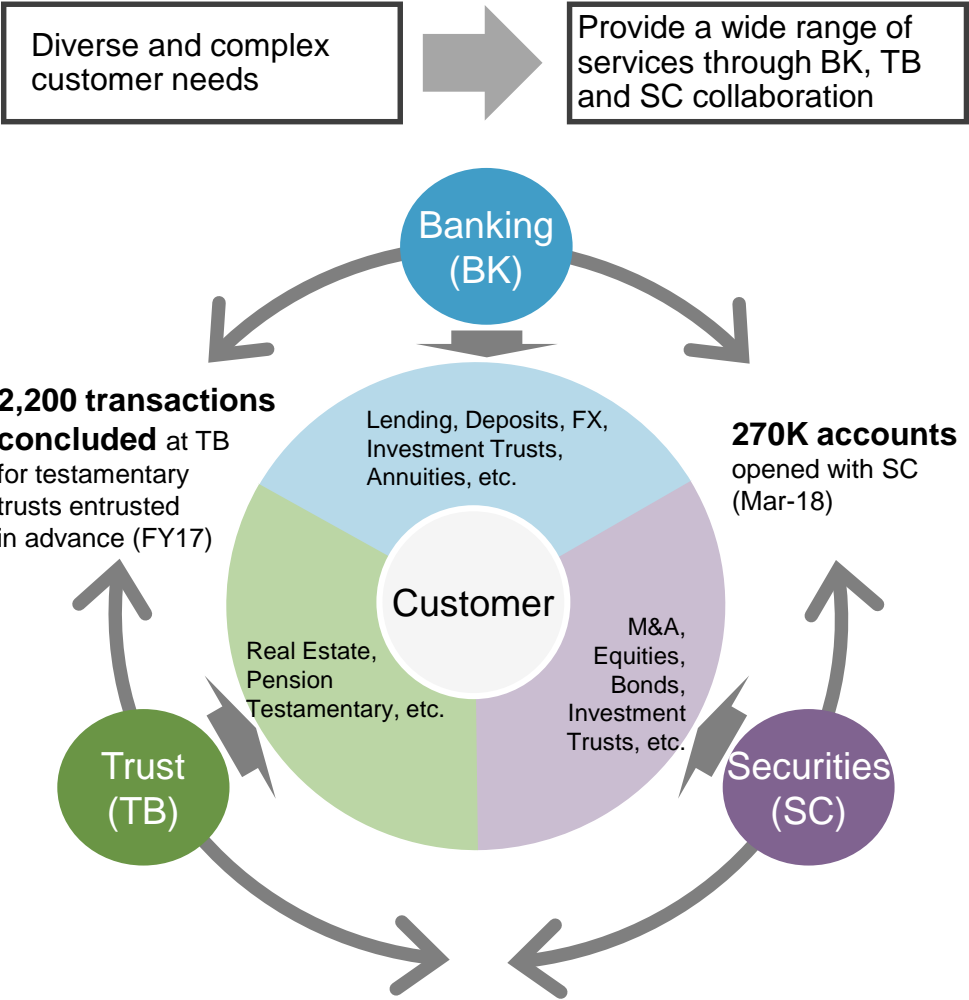 Diverse and complex
customer needs
Provide a wide range of
services through BK, TB
and SC collaboration
Banking
(BK)
2,200 transactions
concluded at TB
for testamentary
trusts entrusted
in advance (FY17)
Lending, Deposits, FX,
Investment Trusts,
Annuities, etc.
270K accounts
opened with SC
(Mar-18)
Customer
Real Estate,
Pension
Testamentary, etc.
M&A,
Equities,
Bonds,
Investment
Trusts, etc.
Trust
(TB)
Securities
(SC)